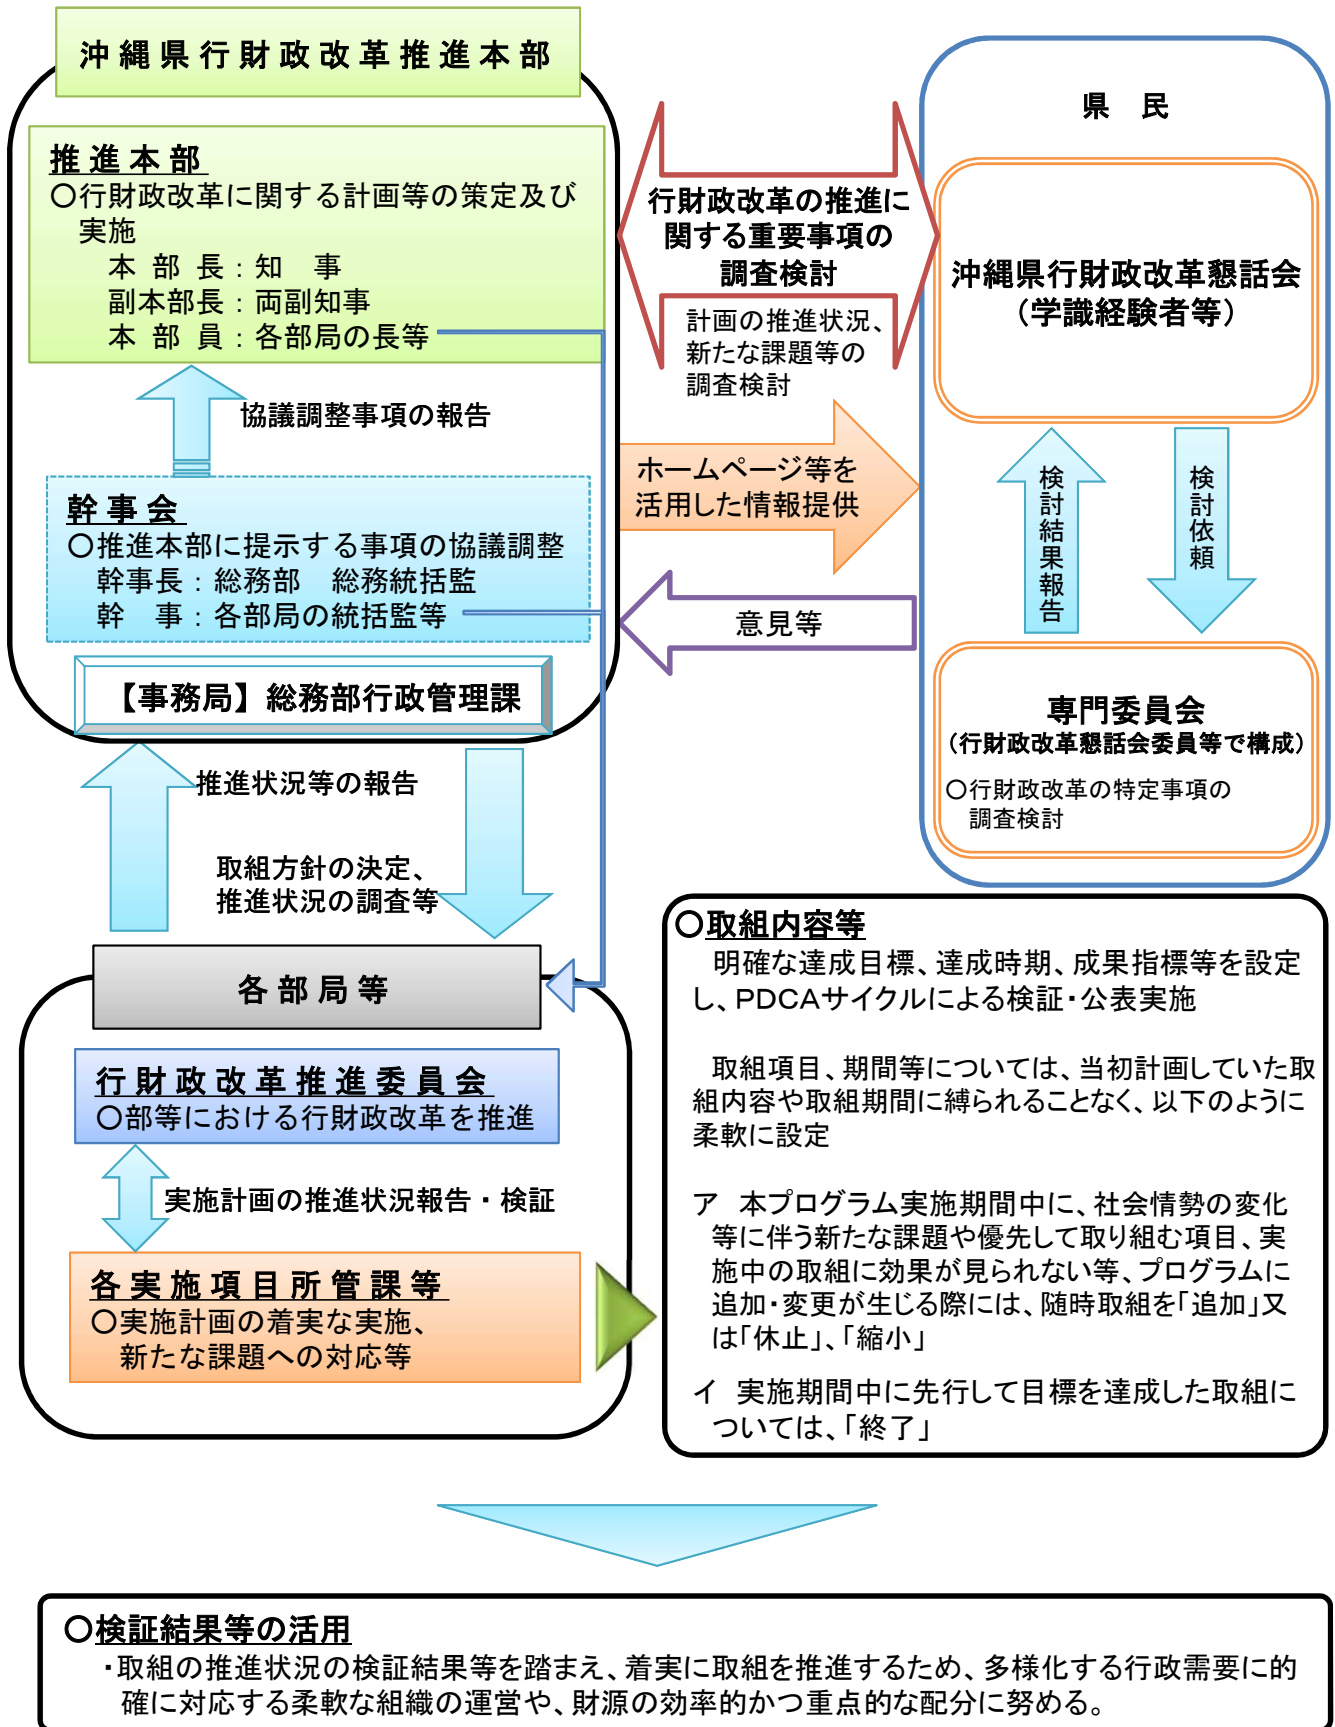 沖縄県行財政改革推進本部
推進本部
〇行財政改革に関する計画等の策定及び
実施
本 部 長：知　事
副本部長：両副知事
本 部 員：各部局の長等
協議調整事項の報告
幹事会
〇推進本部に提示する事項の協議調整
幹事長：総務部　総務統括監
幹　事：各部局の統括監等
【事務局】総務部行政管理課
行財政改革の推進に
関する重要事項の
調査検討
計画の推進状況、
新たな課題等の
調査検討
ホームページ等を
活用した情報提供
意見等
県　民
沖縄県行財政改革懇話会
（学識経験者等）
検討結果報告
検討依頼
専門委員会
（行財政改革懇話会委員等で構成）
〇行財政改革の特定事項の
調査検討
推進状況等の報告
取組方針の決定、
推進状況の調査等
各部局等
行財政改革推進委員会
〇部等における行財政改革を推進
実施計画の推進状況報告・検証
各実施項目所管課等
〇実施計画の着実な実施、
新たな課題への対応等
〇取組内容等
明確な達成目標、達成時期、成果指標等を設定
し、PDCAサイクルによる検証・公表実施
取組項目、期間等については、当初計画していた取
組内容や取組期間に縛られることなく、以下のように
柔軟に設定
ア　本プログラム実施期間中に、社会情勢の変化
等に伴う新たな課題や優先して取り組む項目、実
施中の取組に効果が見られない等、プログラムに
追加・変更が生じる際には、随時取組を「追加」又
は「休止」、「縮小」
イ　実施期間中に先行して目標を達成した取組に
ついては、「終了」
〇検証結果等の活用
・取組の推進状況の検証結果等を踏まえ、着実に取組を推進するため、多様化する行政需要に的
確に対応する柔軟な組織の運営や、財源の効率的かつ重点的な配分に努める。